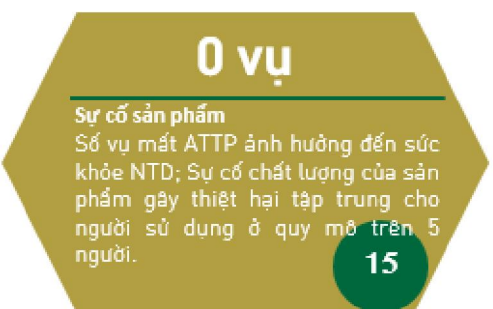 0 vụ
Sự cố sản phẩm
Số vụ mất ATTP ảnh hưởng đến sức
khỏe NTD; Sự cố chất lượng của sản
phẩm gây thiệt hại tập trung cho
người sử dụng ở quy mô trên 5
người.
15